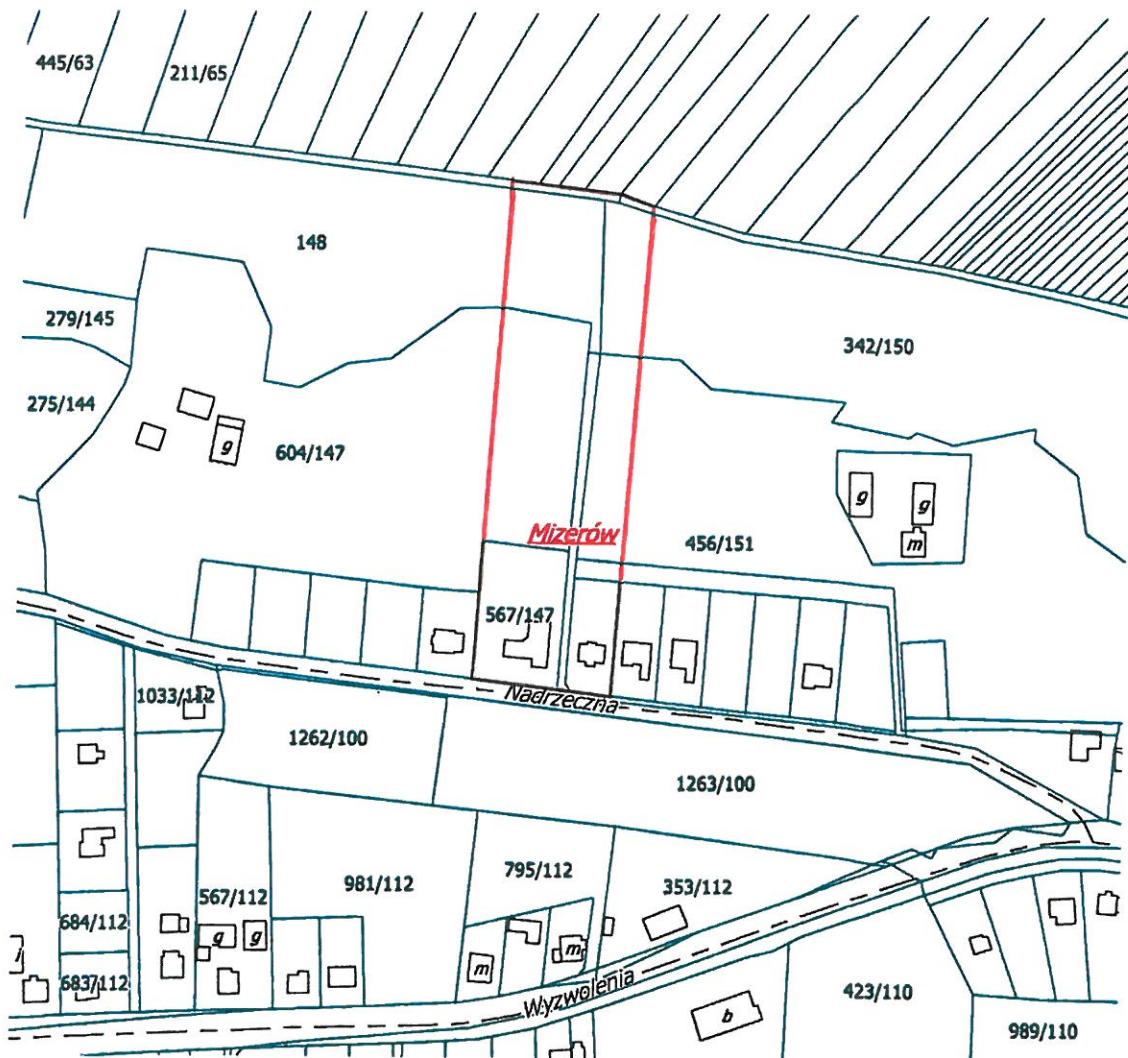 445/63
211/65
148
279/145
342/150
275/144
g
604/147
g
g
Mizerów
456/151
m
567/147
Nadrzeczna
1033/112
1262/100
1263/100
795/112
981/112
353/112
567/112
684/112
g
g
m
m
i
683/112
Wyzwolenia
423/110
b
989/110